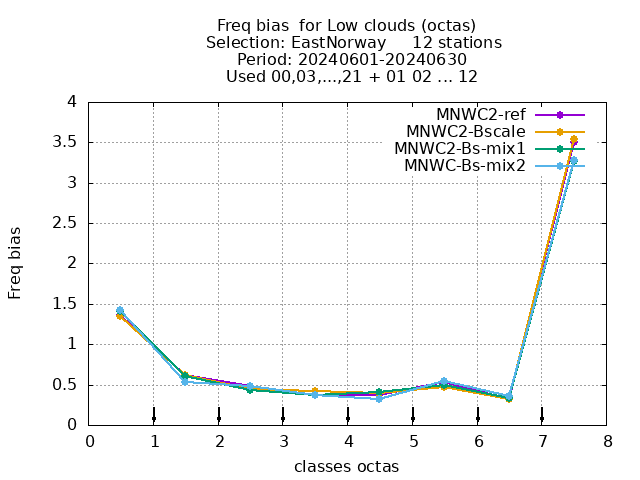 Freq bias  for Low clouds (octas)
Selection: EastNorway     12 stations
Period: 20240601-20240630
Used 00,03,...,21 + 01 02 ... 12
MNWC2-ref
MNWC2-Bscale
MNWC2-Bs-mix1
MNWC-Bs-mix2
Freq bias
4
3.5
3
2.5
2
1.5
1
0.5
0
0 1 2 3 4 5 6 7 8
classes octas